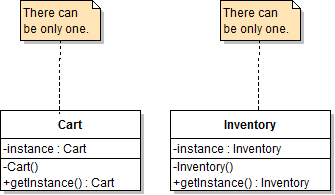 There can
be only one.
There can
be only one.
Cart
-instance : Cart
-Cart()
+getInstance() : Cart
Inventory
-instance : Inventory
-Inventory()
+getInstance() : Inventory